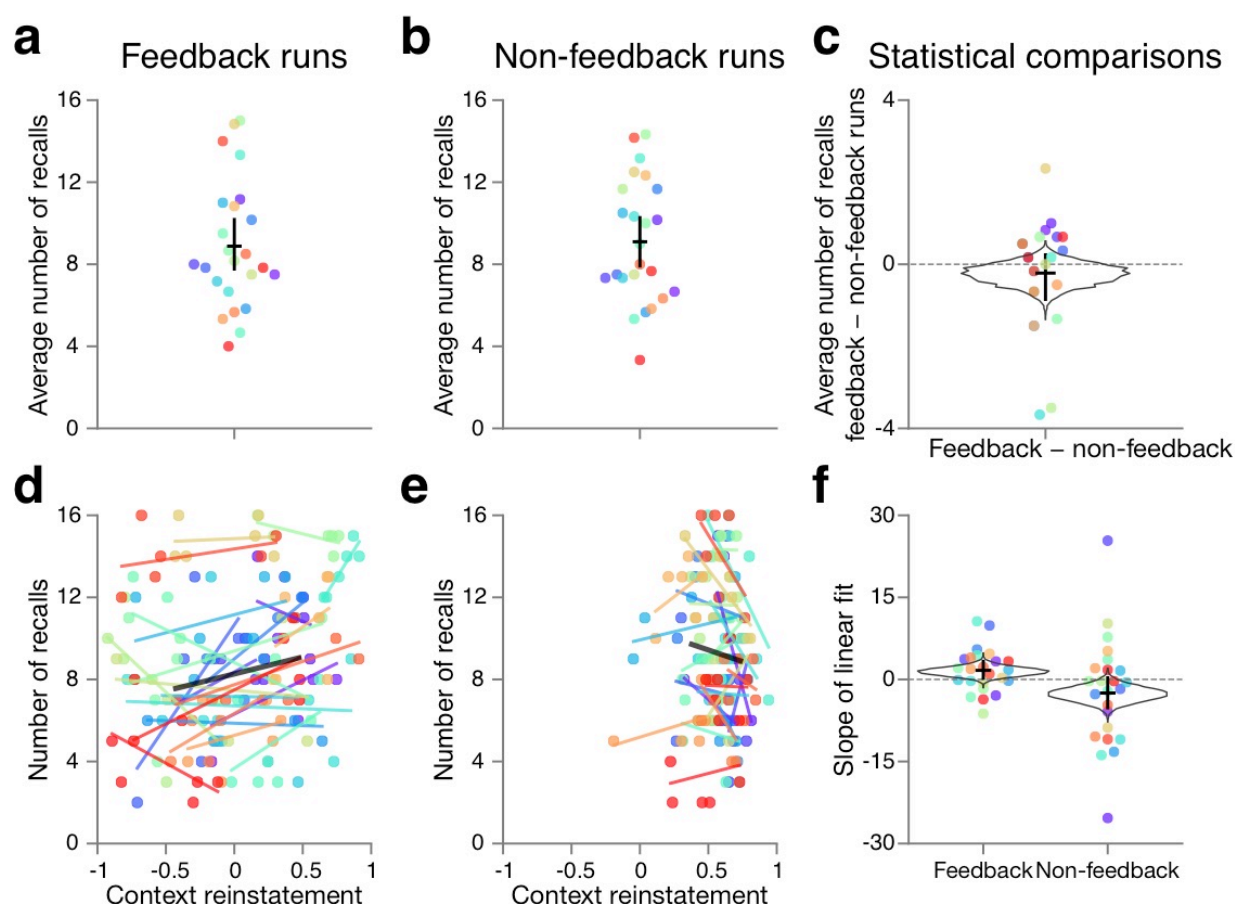 a
Feedback runs
Average number of recalls
16
12
8
4
0
b
Non-feedback runs
Average number of recalls
16
12
8
4
0
c
Statistical comparisons
Average number of recalls
feedback – non-feedback runs
4
0
-4
Feedback – non-feedback
d
Number of recalls
16
12
8
4
0
-1
-0.5
0
0.5
1
Context reinstatement
e
Number of recalls
16
12
8
4
0
-1
-0.5
0
0.5
1
Context reinstatement
f
Slope of linear fit
30
15
0
-15
-30
Feedback
Non-feedback